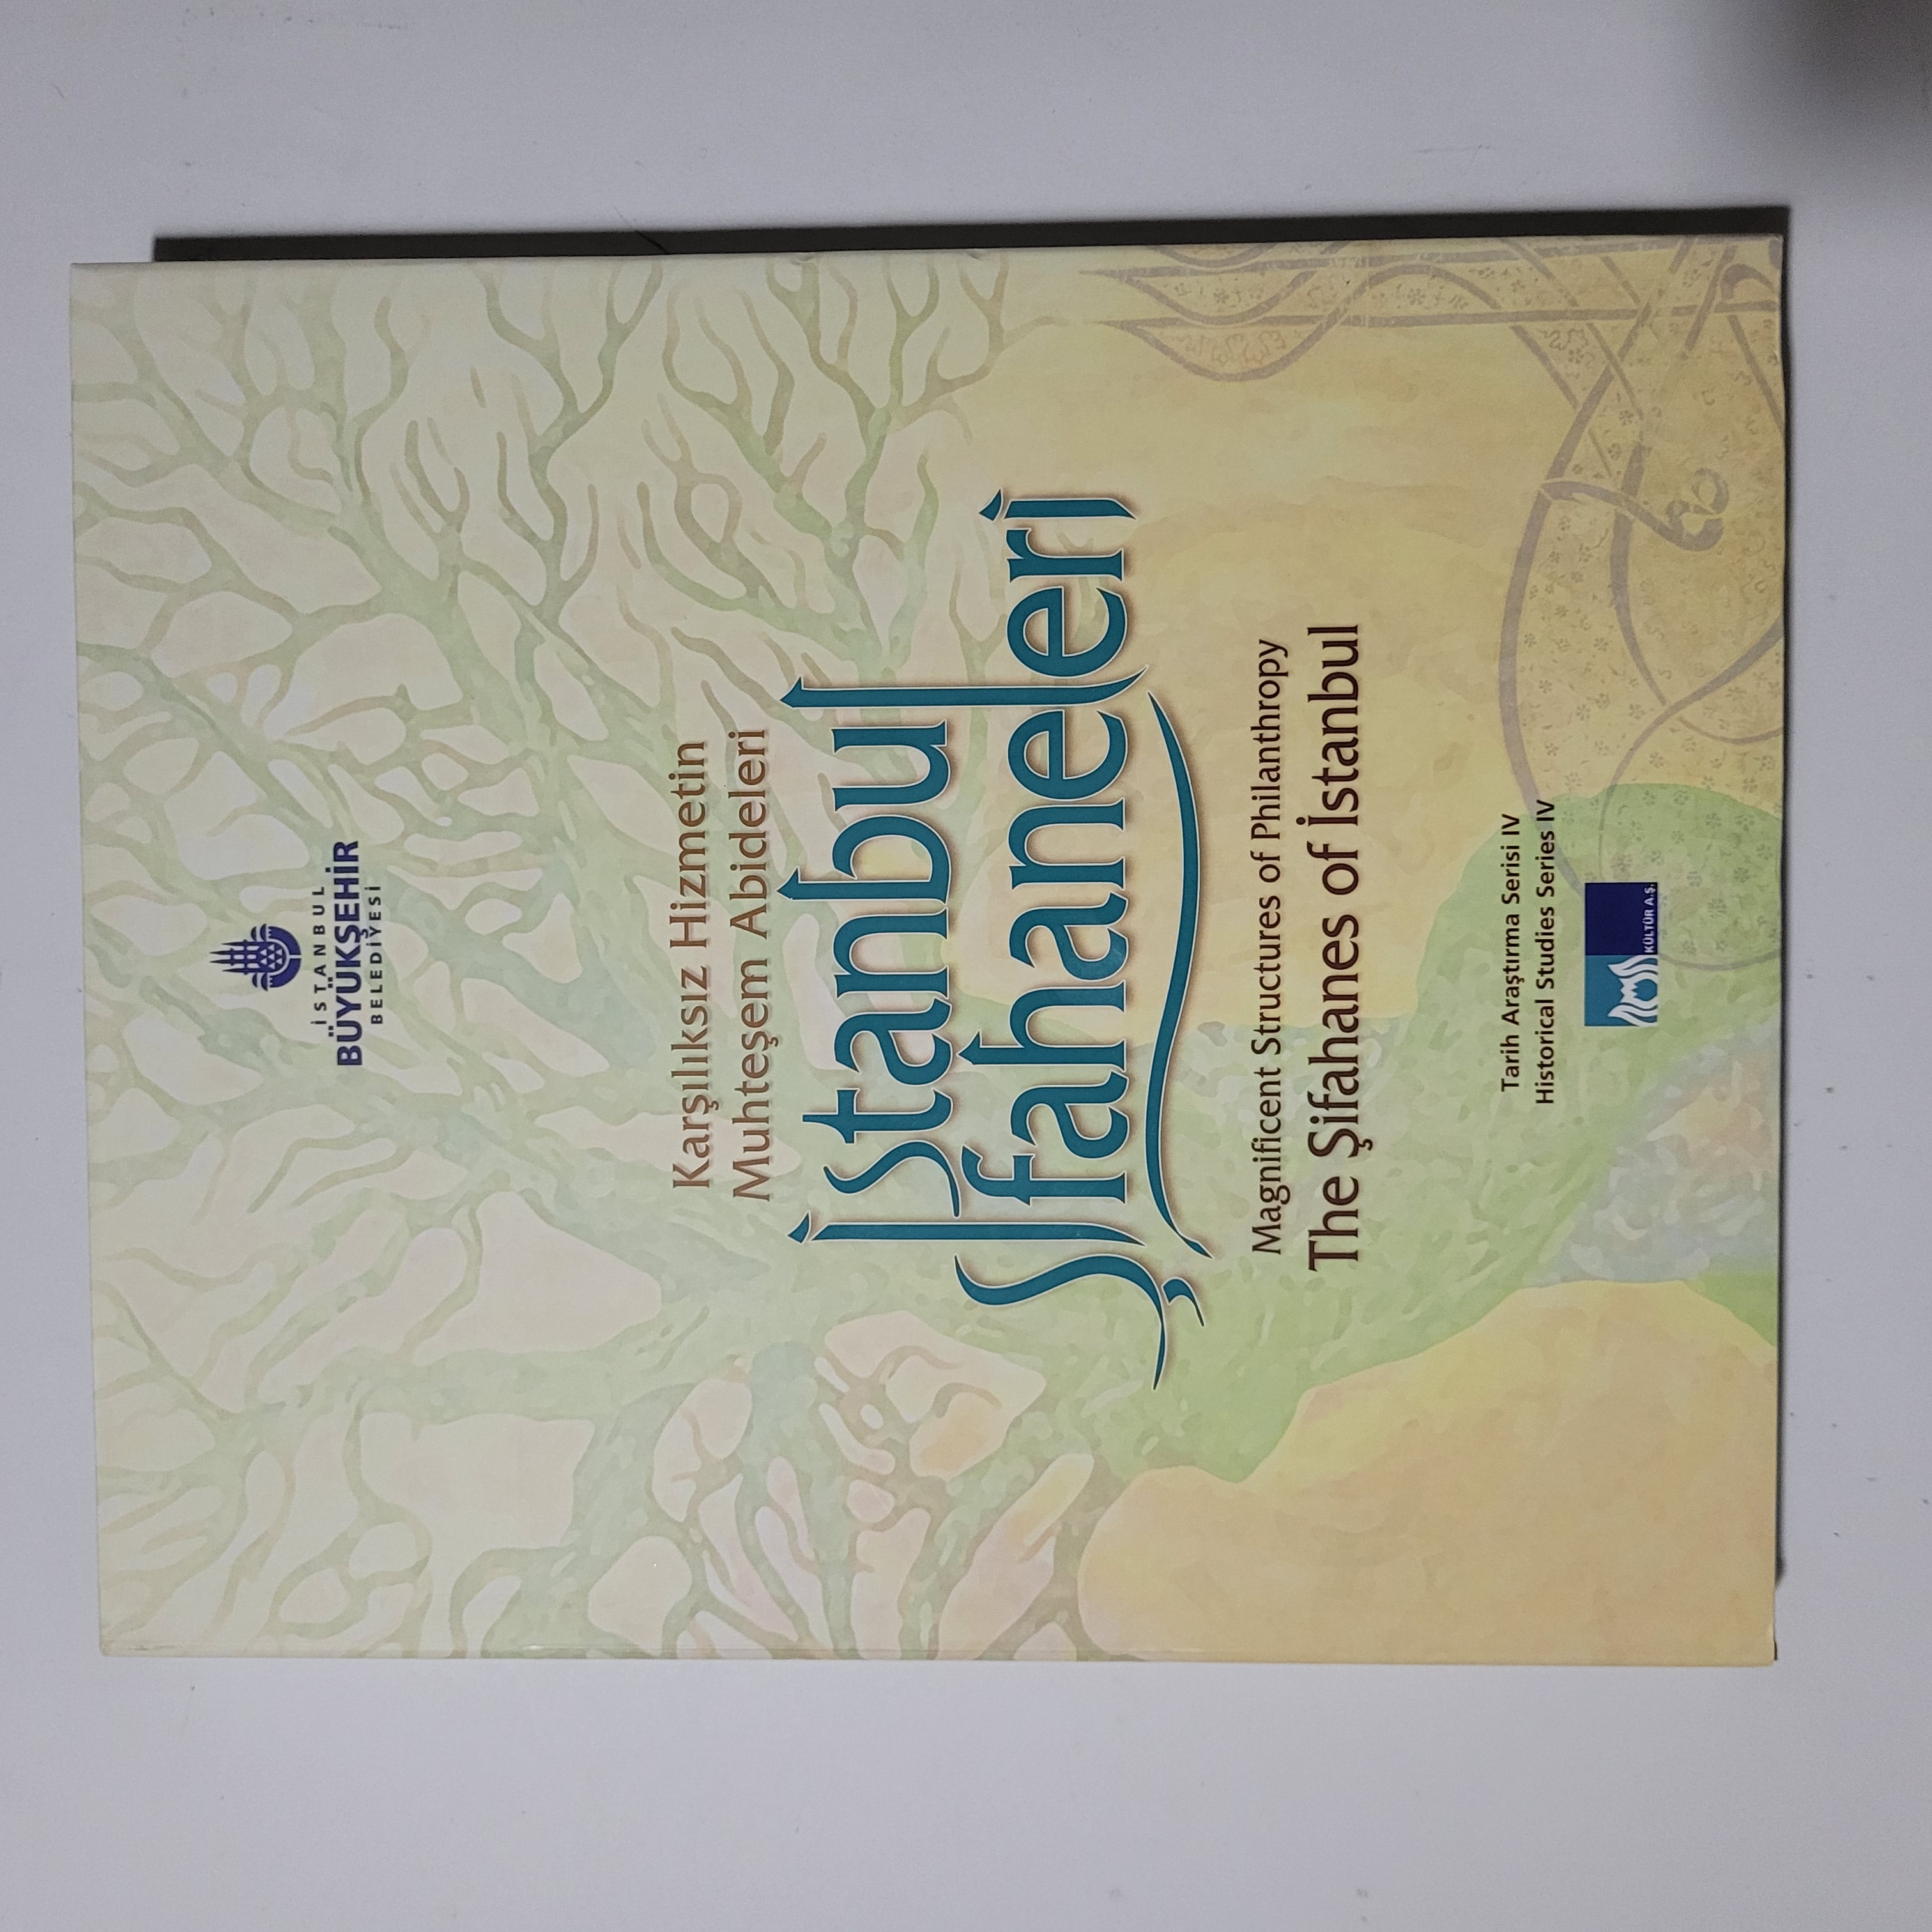 İSTANBUL
BÜYÜKŞEHİR
BELEDİYESİ
Karşılıksız Hizmetin
Muhteşem Abideleri
İstanbul
Şifahaneleri
Magnificent Structures of Philanthropy
The Şifahanes of İstanbul
Tarih Araştırma Serisi IV
Historical Studies Series IV
KÜLTÜR A.Ş.